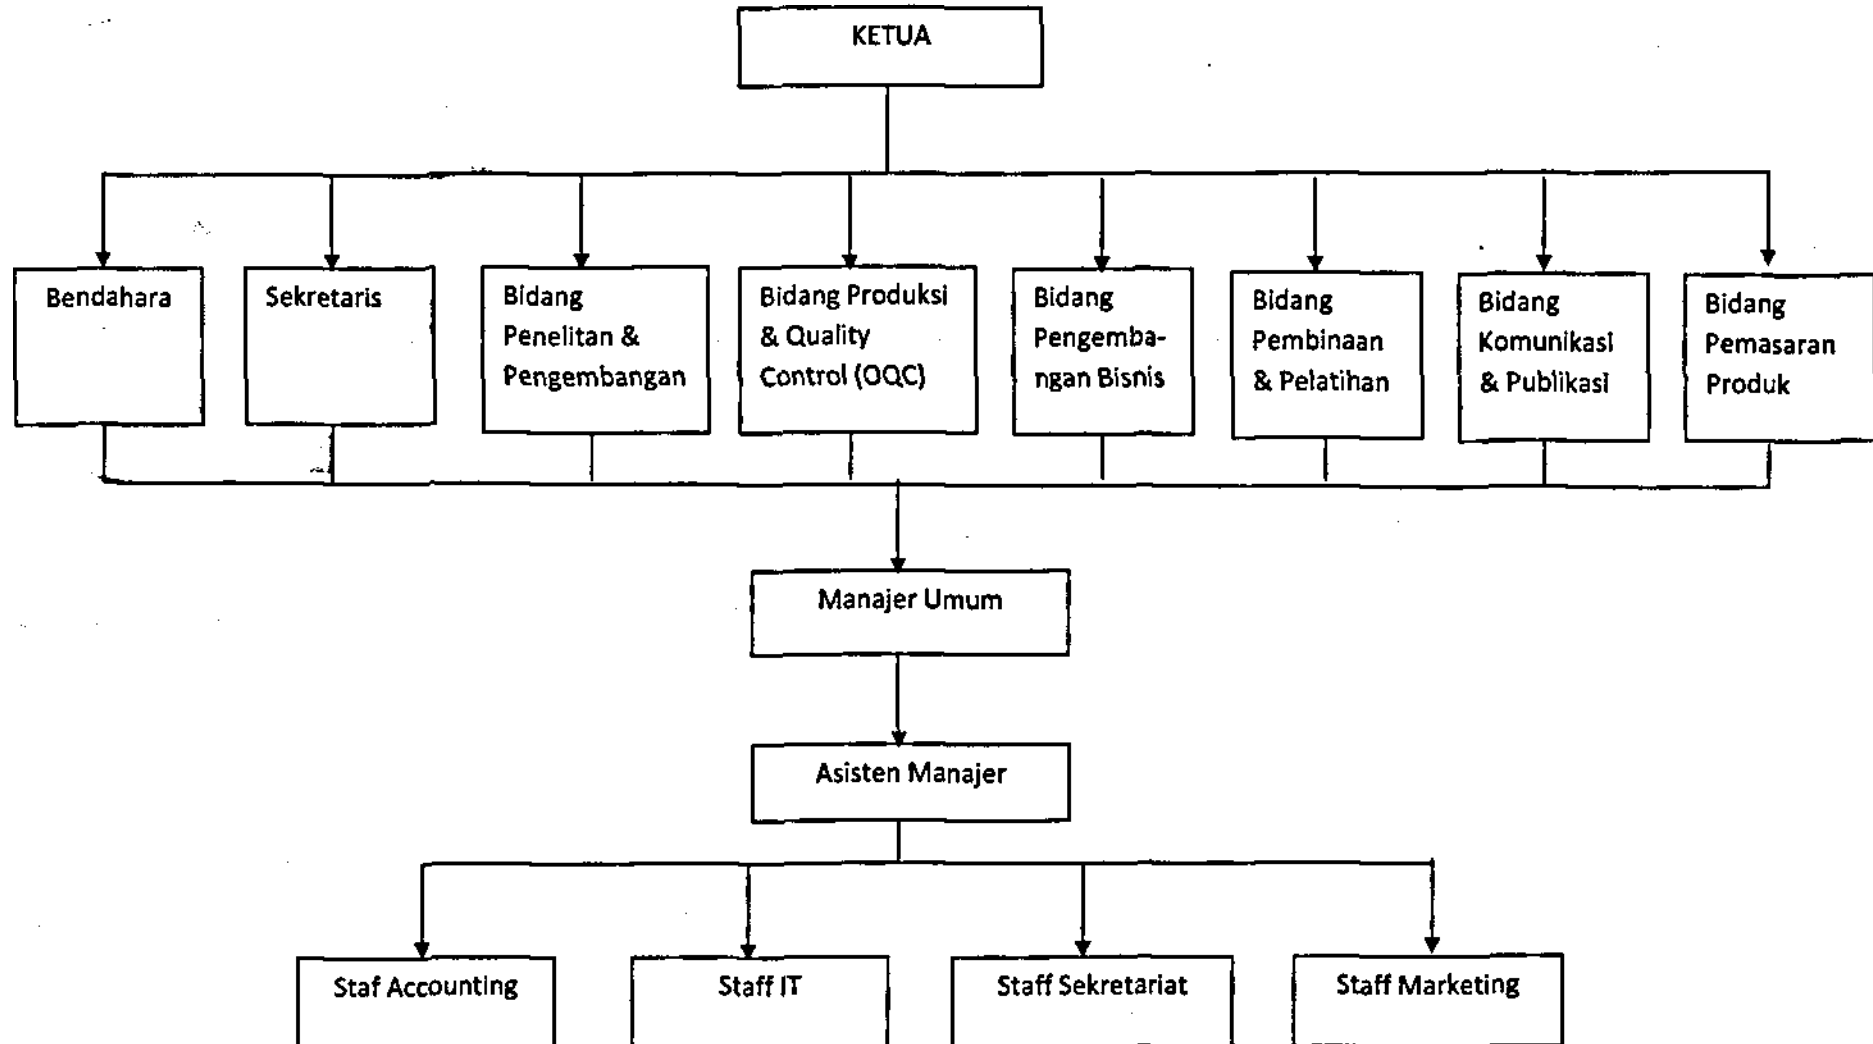 KETUA
Bendahara
Sekretaris
Bidang
Penelitan &
Pengembangan
Bidang Produksi
& Quality
Control (OQC)
Bidang
Pengemba-
ngan Bisnis
Bidang
Pembinaan
& Pelatihan
Bidang
Komunikasi
& Publikasi
Bidang
Pemasaran
Produk
Manajer Umum
Asisten Manajer
Staf Accounting
Staff IT
Staff Sekretariat
Staff Marketing